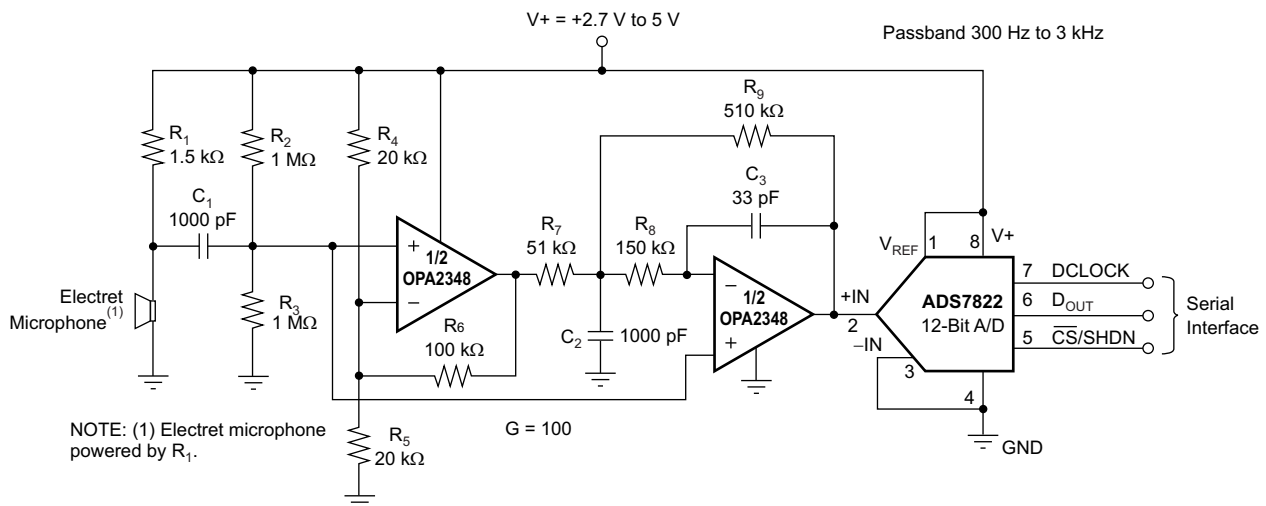 V+ = +2.7 V to 5 V
Passband 300 Hz to 3 kHz
R1
1.5 kΩ
R2
1 MΩ
R4
20 kΩ
R9
510 kΩ
C1
1000 pF
C3
33 pF
R7
51 kΩ
R8
150 kΩ
VREF
1
8
V+
+
1/2
OPA2348
−
−
1/2
OPA2348
+
Electret
Microphone(1)
R3
1 MΩ
R6
100 kΩ
C2
1000 pF
+IN
2
−IN
3
ADS7822
12-Bit A/D
7
DCLOCK
6
DOUT
5
CS/SHDN
Serial
Interface
4
GND
NOTE: (1) Electret microphone
powered by R1.
R5
20 kΩ
G = 100